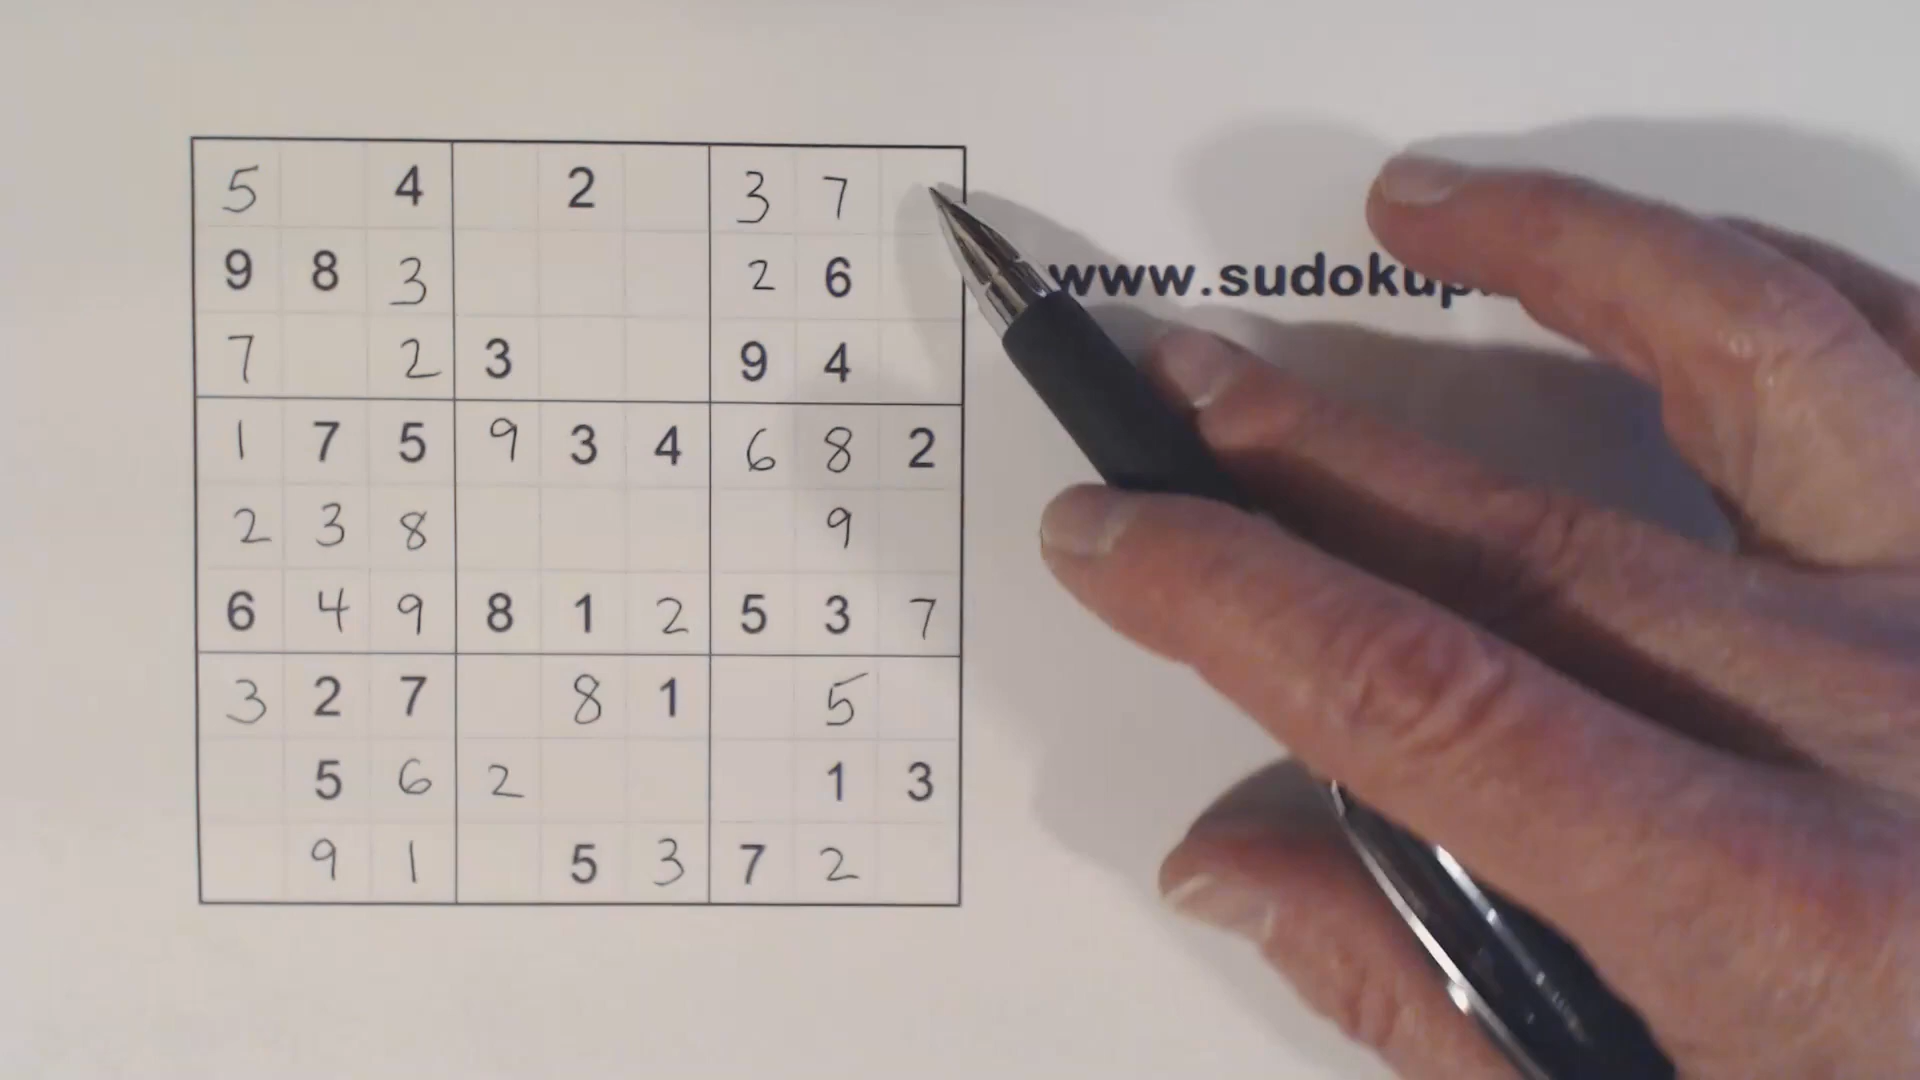 5 4 2 3 7
9 8 3 2 6
7 2 3 9 4
1 7 5 9 3 4 6 8 2
2 3 8 9
6 4 9 8 1 2 5 3 7
3 2 7 8 1 5
5 6 2 1 3
9 1 5 3 7 2
www.sudokup